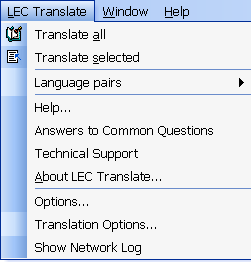 LEC Translate Window Help
Translate all
Translate selected
Language pairs
Help...
Answers to Common Questions
Technical Support
About LEC Translate...
Options...
Translation Options...
Show Network Log